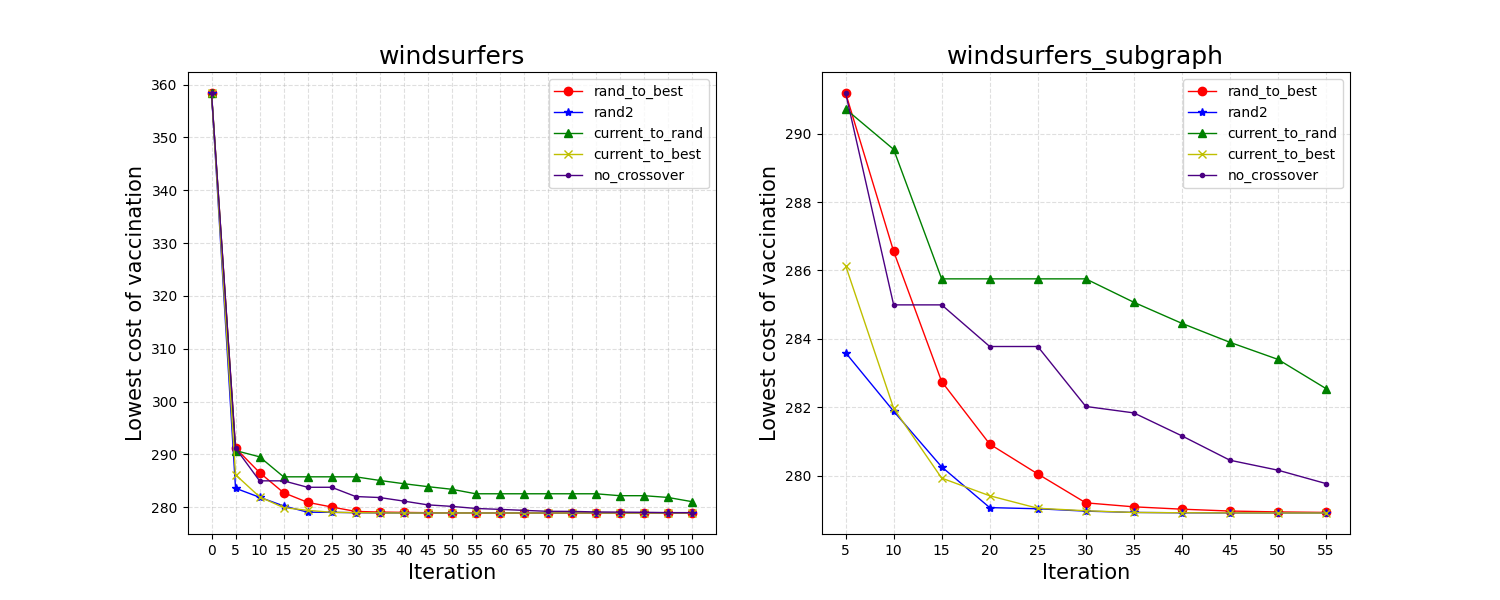 windsurfers
Lowest cost of vaccination
360
350
340
330
320
310
300
290
280
rand_to_best
rand2
current_to_rand
current_to_best
no_crossover
0 5 10 15 20 25 30 35 40 45 50 55 60 65 70 75 80 85 90 95 100
Iteration
windsurfers_subgraph
Lowest cost of vaccination
290
288
286
284
282
280
rand_to_best
rand2
current_to_rand
current_to_best
no_crossover
5 10 15 20 25 30 35 40 45 50 55
Iteration